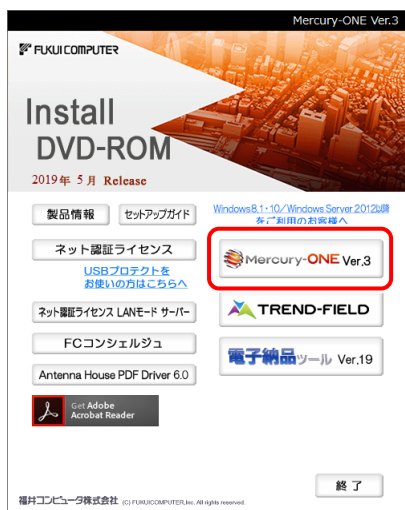 Mercury-ONE Ver.3
FUKUI COMPUTER
Install
DVD-ROM
2019年 5月 Release
製品情報
セットアップガイド
Windows8.1・10/Windows Server 2012以降
をご利用のお客様へ
ネット認証ライセンス
USBプロテクトを
お使いの方はこちらへ
Mercury-ONE Ver.3
ネット認証ライセンス LANモード サーバー
TREND-FIELD
FCコンシェルジュ
電子納品ツール Ver.19
Antenna House PDF Driver 6.0
Get Adobe
Acrobat Reader
終了
福井コンピュータ株式会社 (C) FUKUI COMPUTER, Inc. All rights reserved.